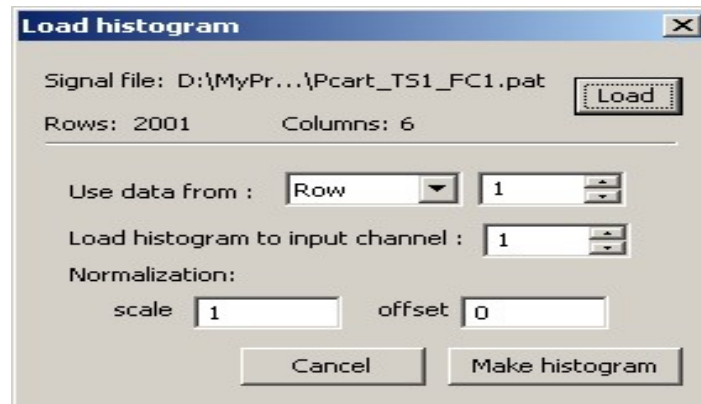 Load histogram
Signal file: D:\MyPr...\Pcart_TS1_FC1.pat
Load
Rows: 2001 Columns: 6
Use data from : Row 1
Load histogram to input channel : 1
Normalization:
scale 1 offset 0
Cancel Make histogram